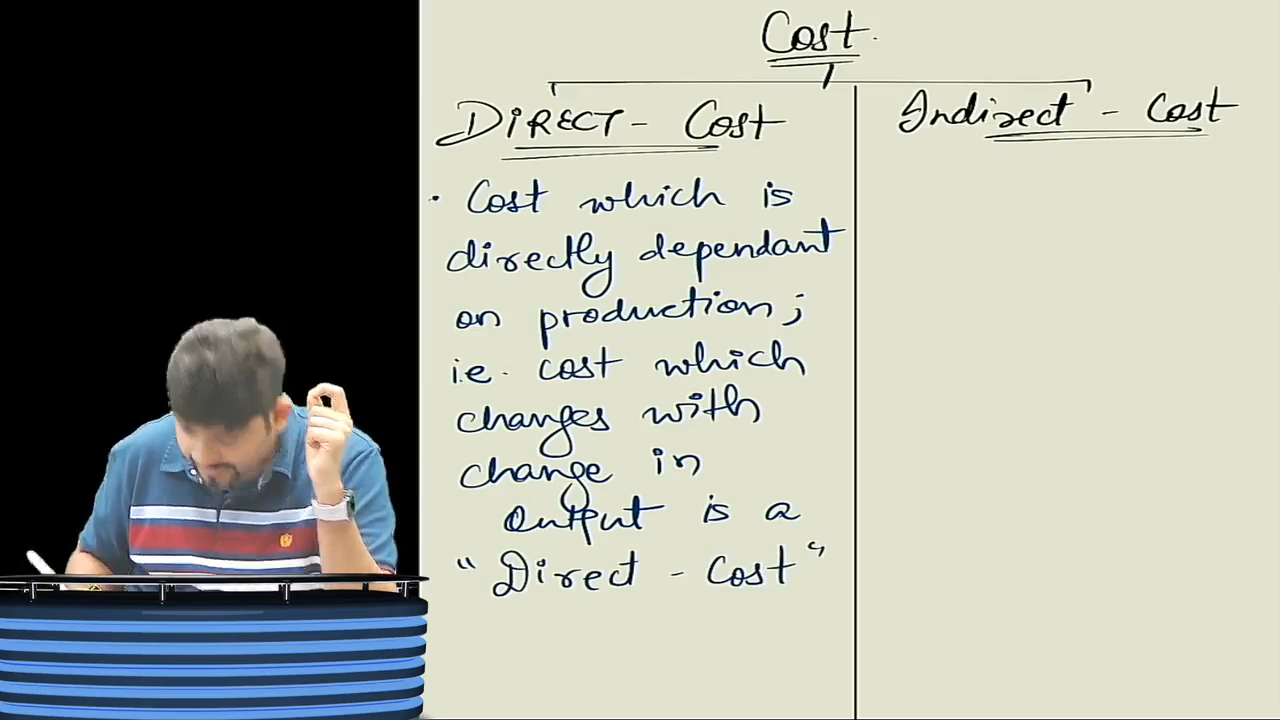 Cost.
DIRECT - Cost
Indirect - Cost
• Cost which is
directly dependant
on production;
i.e. cost which
changes with
change in
Output is a
"Direct - Cost"